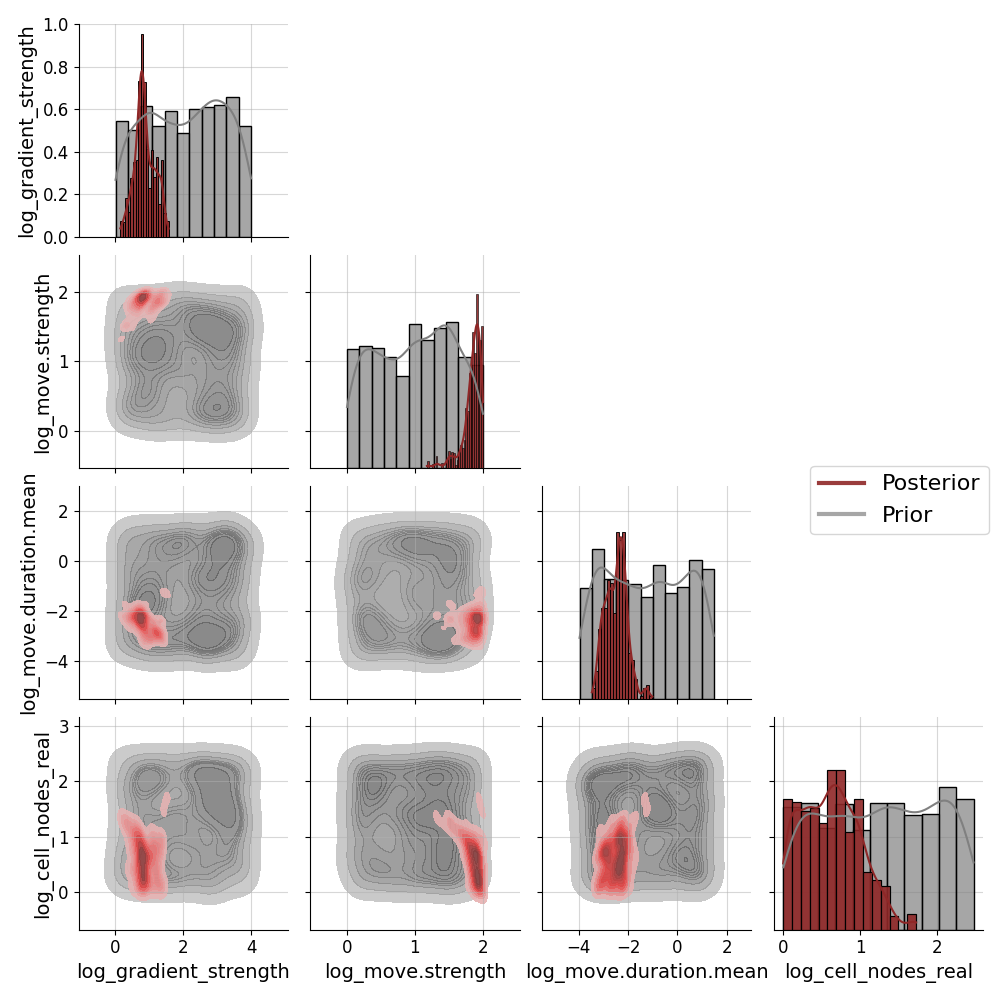 log_gradient_strength
1.0
0.8
0.6
0.4
0.2
0.0
log_move.strength
2
1
0
log_move.duration.mean
2
0
−2
−4
Posterior
Prior
log_cell_nodes_real
3
2
1
0
0 2 4 0 1 2 −4 −2 0 2 0 1 2
log_gradient_strength log_move.strength log_move.duration.mean log_cell_nodes_real